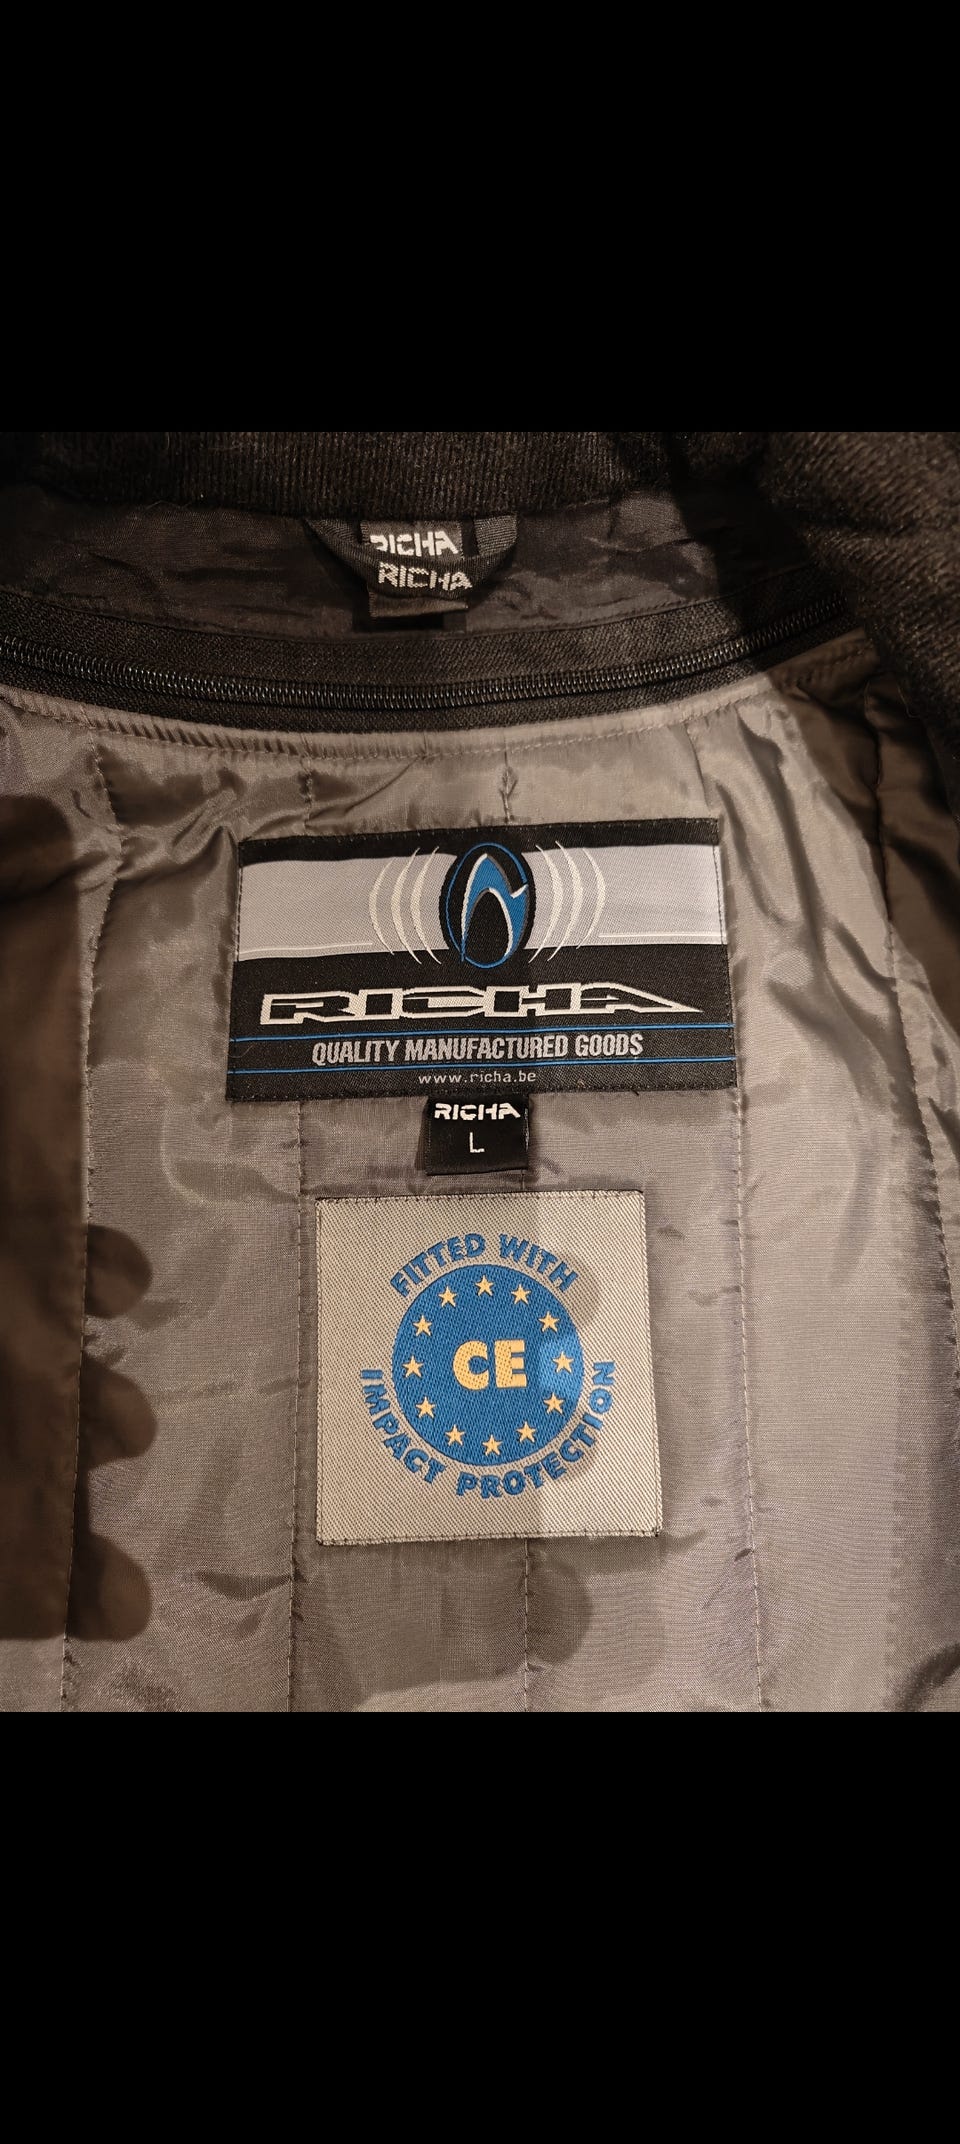 RICHA
RICHA
RICHA
QUALITY MANUFACTURED GOODS
www.richa.be
RICHA
L
FITTED WITH
CE
IMPACT PROTECTION